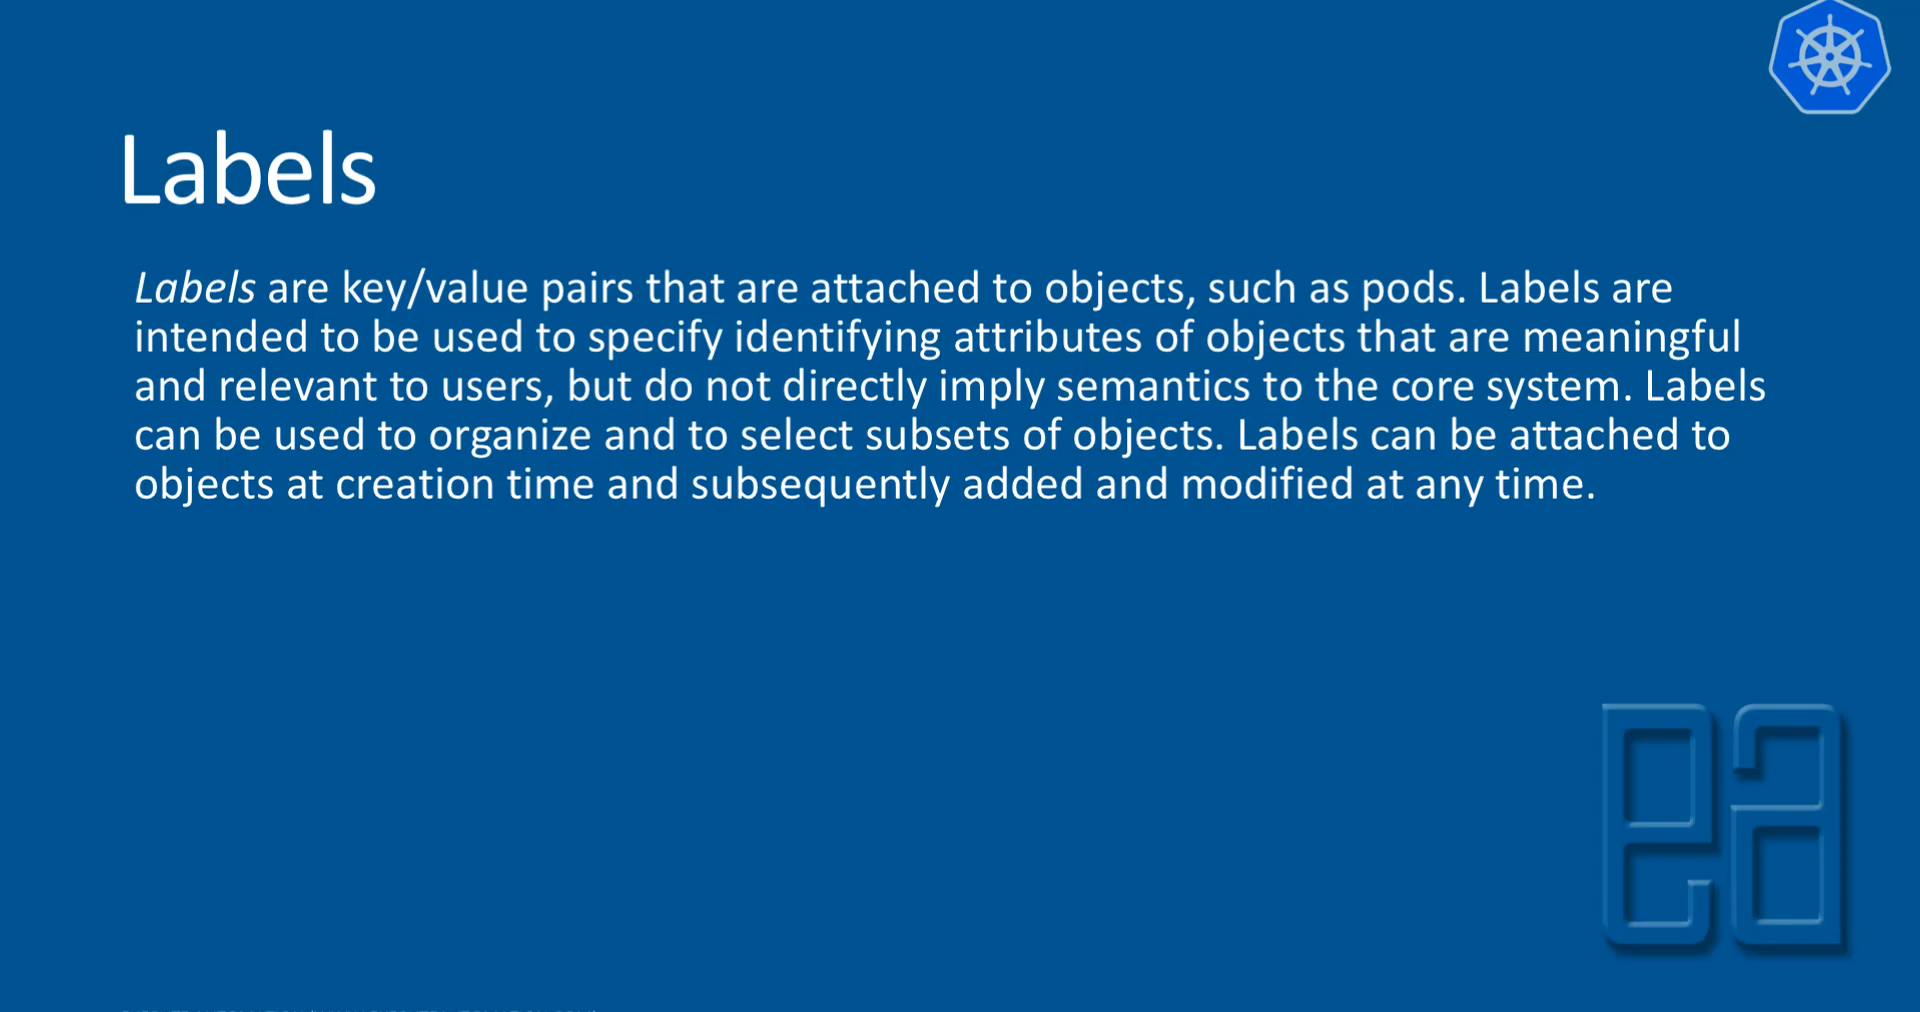 Labels
Labels are key/value pairs that are attached to objects, such as pods. Labels are
intended to be used to specify identifying attributes of objects that are meaningful
and relevant to users, but do not directly imply semantics to the core system. Labels
can be used to organize and to select subsets of objects. Labels can be attached to
objects at creation time and subsequently added and modified at any time.
ea